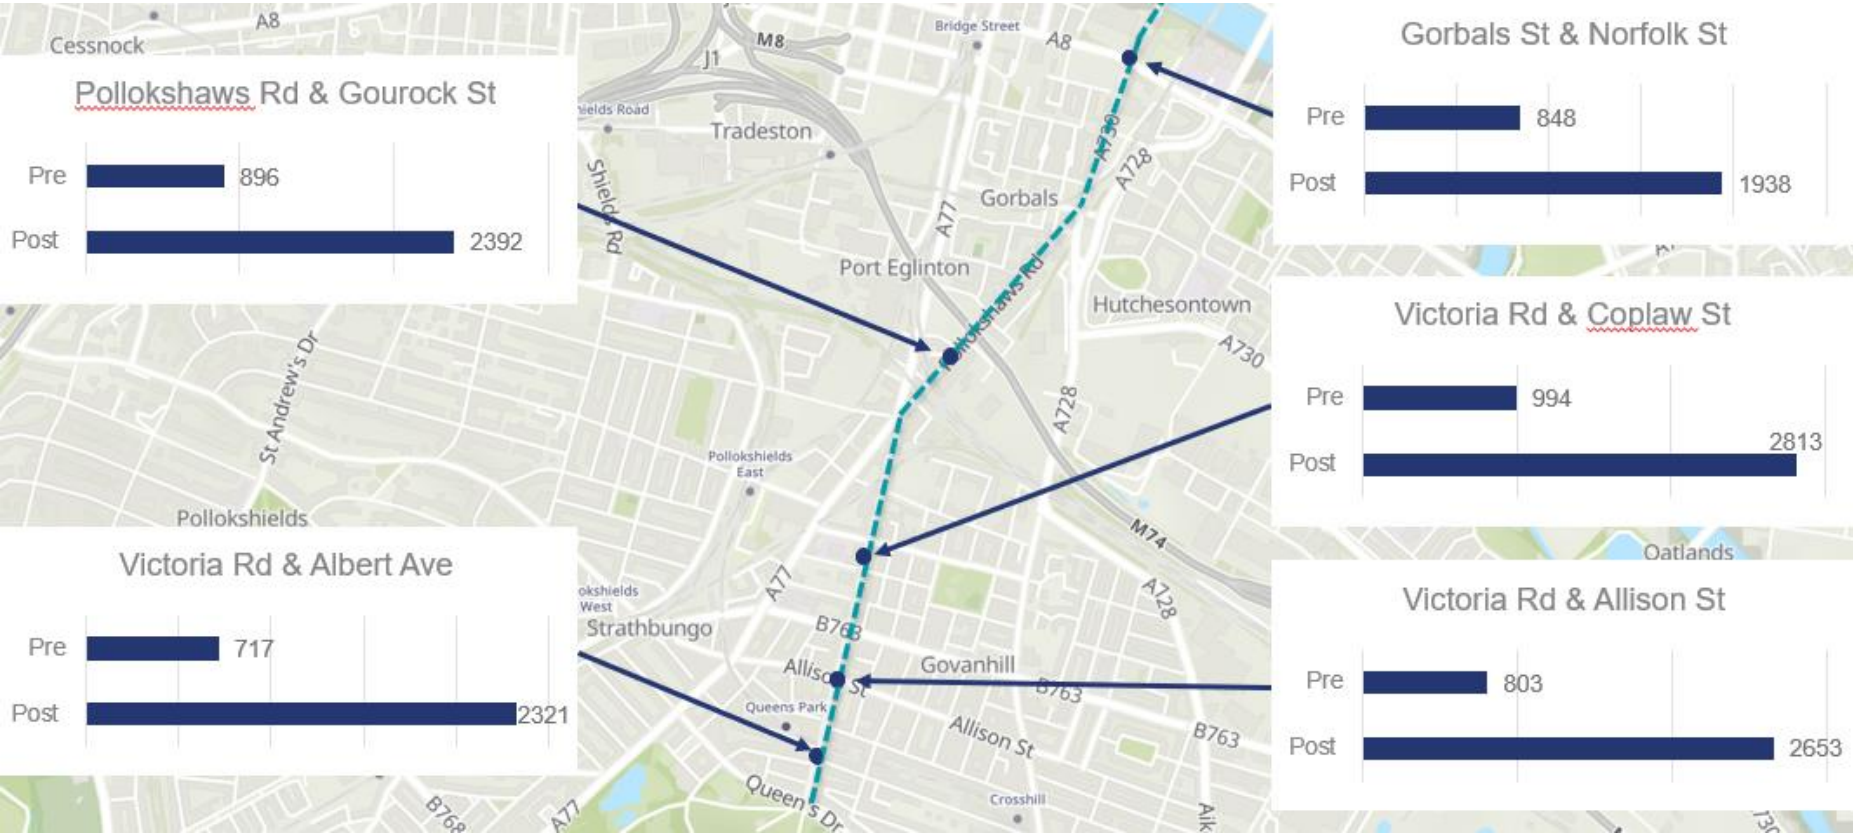 Cessnock
A8
Bridge Street
A8
M8
J1
Gorbals St & Norfolk St
Pre
848
Post
1938
Pollokshaws Rd & Gourock St
Pre
896
Post
2392
Tradeston
Shields Rd
A730
A728
Gorbals
A77
Port Eglinton
Pollokshaws Rd
Hutchesontown
A730
Victoria Rd & Coplaw St
Pre
994
Post
2813
St Andrew's Dr
A728
Pollokshields
East
Pollokshields
M74
Oatlands
Victoria Rd & Albert Ave
Pre
717
Post
2321
A77
West
Strathbungo
A728
B763
Govanhill
Allison St
B763
Queens Park
Allison St
B763
Victoria Rd & Allison St
Pre
803
Post
2653
Queen's Dr
Crosshill
B768
A77
Aik